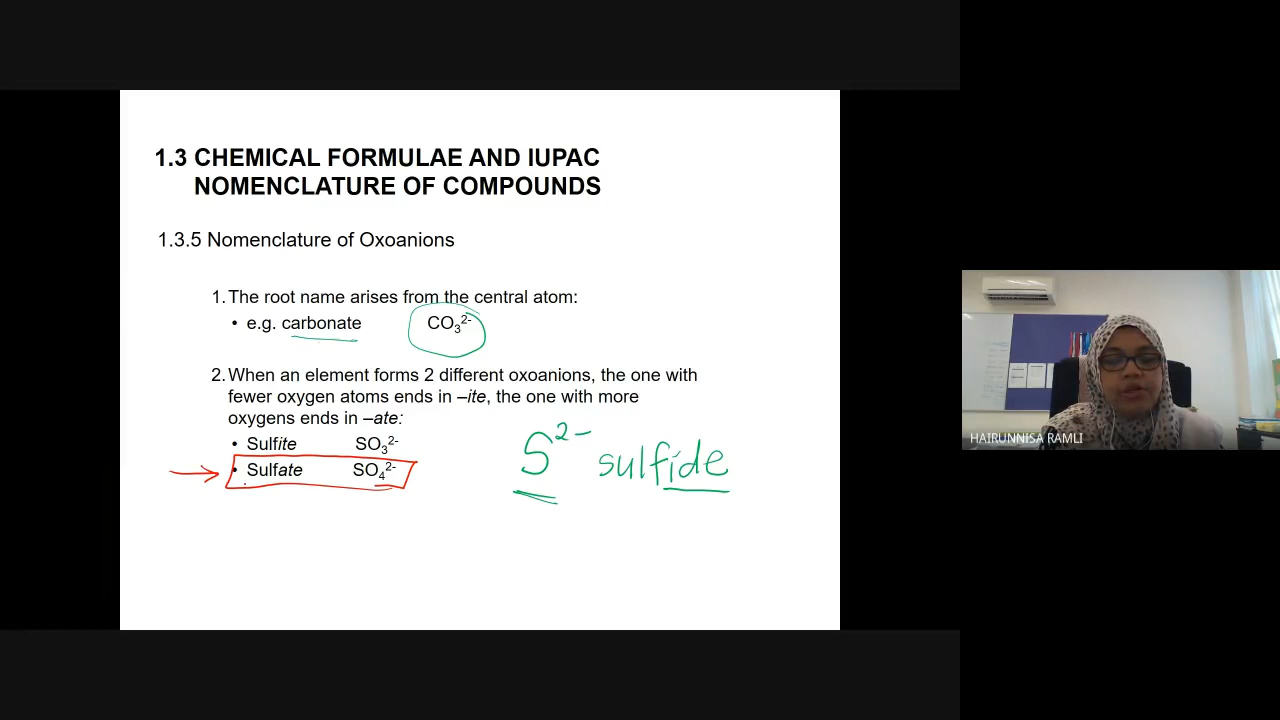 1.3 CHEMICAL FORMULAE AND IUPAC
NOMENCLATURE OF COMPOUNDS
1.3.5 Nomenclature of Oxoanions
1. The root name arises from the central atom:
• e.g. carbonate CO₃²⁻
2. When an element forms 2 different oxoanions, the one with
fewer oxygen atoms ends in –ite, the one with more
oxygens ends in –ate:
• Sulfite SO₃²⁻
• Sulfate SO₄²⁻
S²⁻ sulfide
HAIRUNNISA RAMLI